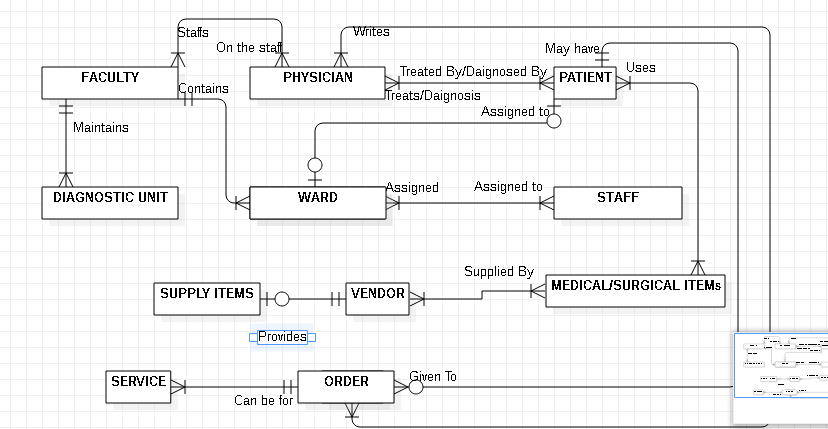 Staffs
Writes
On the staff
May have
FACULTY
PHYSICIAN
Treated By/Daignosed By
PATIENT
Uses
Contains
Treats/Daignosis
Assigned to
Maintains
DIAGNOSTIC UNIT
WARD
Assigned
Assigned to
STAFF
Supplied By
SUPPLY ITEMS
VENDOR
MEDICAL/SURGICAL ITEMs
Provides
SERVICE
ORDER
Given To
Can be for